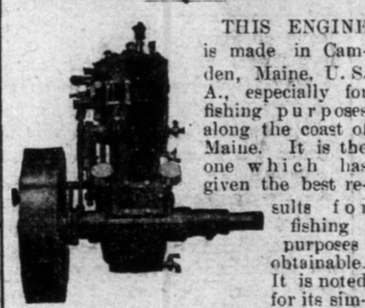 THIS ENGINE
is made in Cam-
den, Maine, U. S.
A., especially for
fishing purposes
along the coast of
Maine. It is the
one which has
given the best re-
sults for
fishing
purposes
obtainable.
It is noted
for its sim-